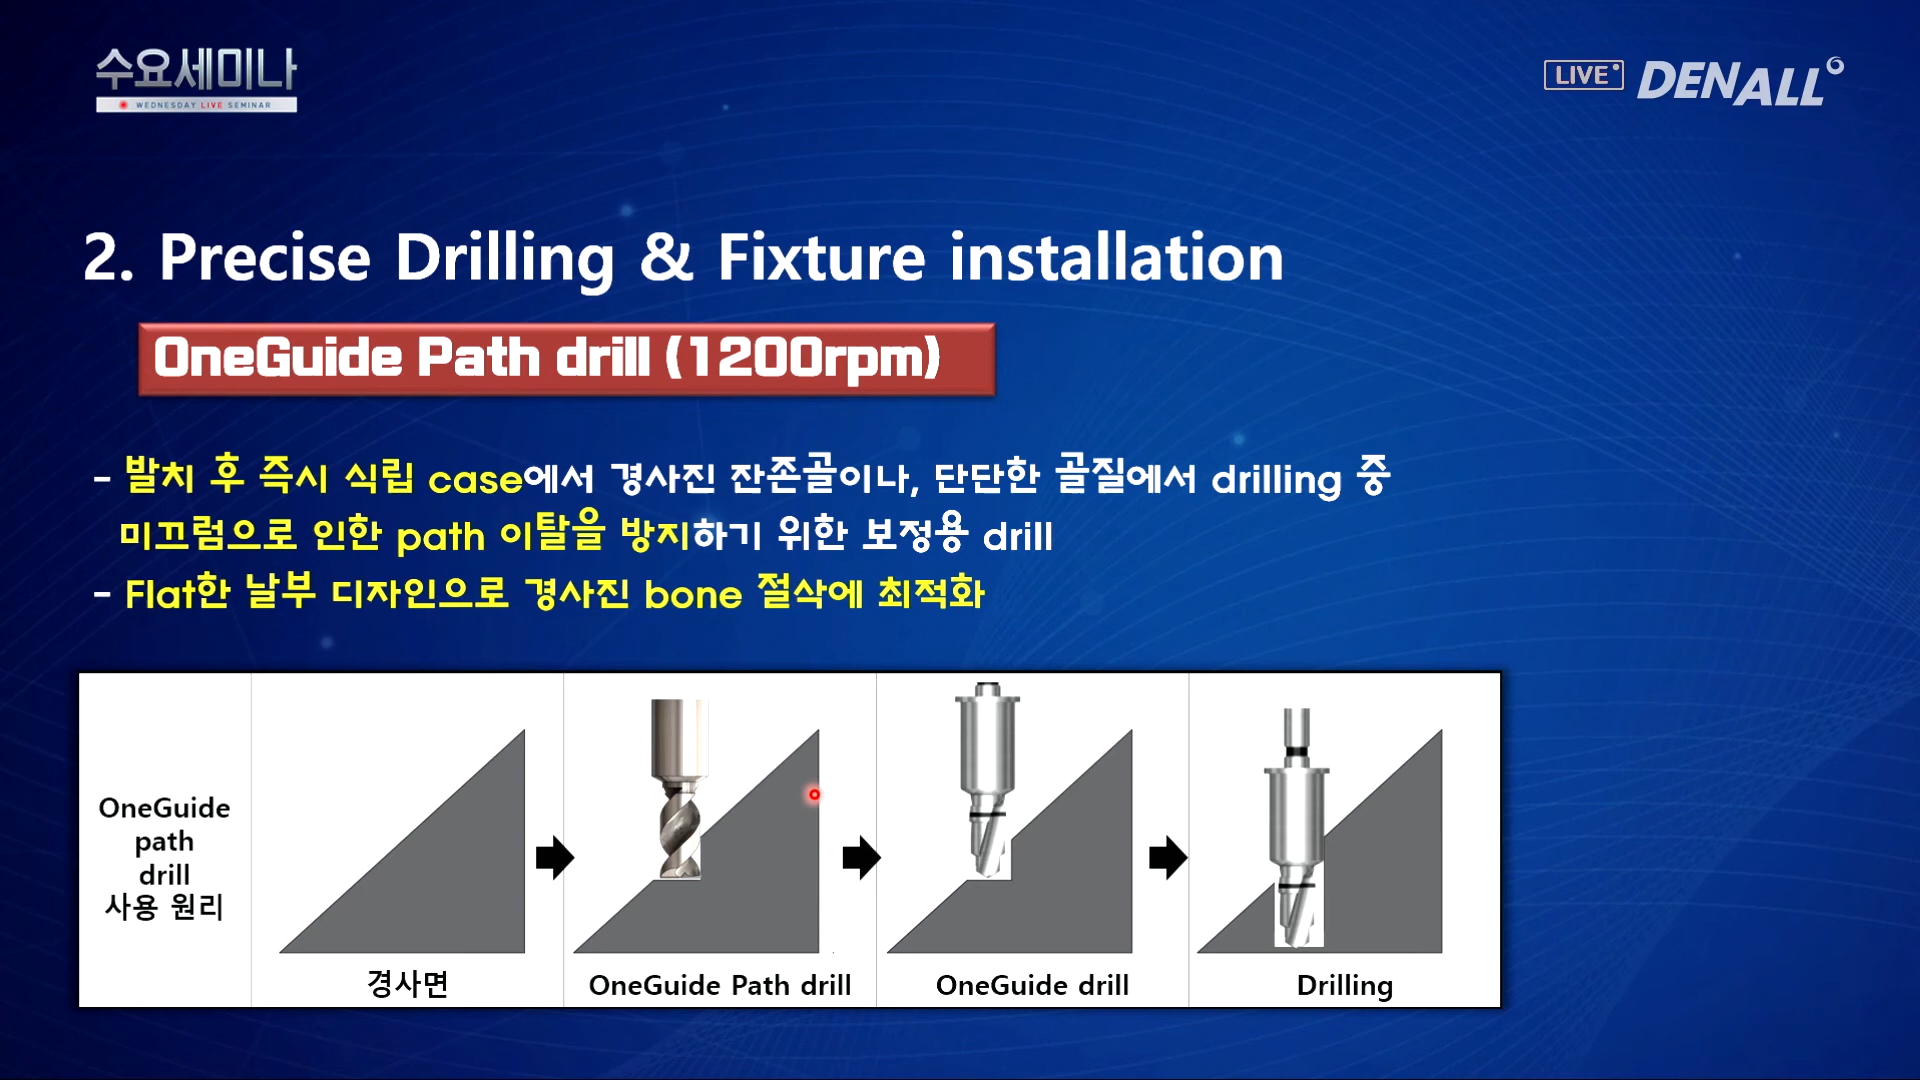 수요세미나
WEDNESDAY LIVE SEMINAR
LIVE
DENALL
2. Precise Drilling & Fixture installation
OneGuide Path drill (1200rpm)
- 발치 후 즉시 식립 case에서 경사진 잔존골이나, 단단한 골질에서 drilling 중
미끄럼으로 인한 path 이탈을 방지하기 위한 보정용 drill
- Flat한 날부 디자인으로 경사진 bone 절삭에 최적화
OneGuide
path
drill
사용 원리
경사면
OneGuide Path drill
OneGuide drill
Drilling